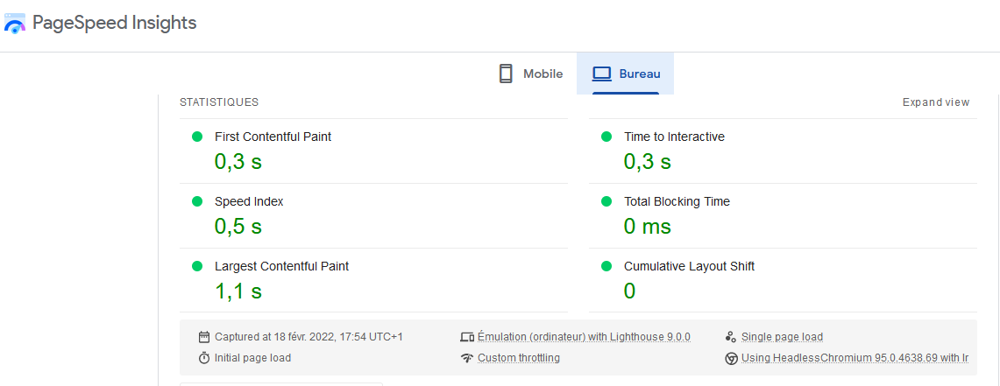 PageSpeed Insights
Mobile
Bureau
STATISTIQUES
Expand view
First Contentful Paint
0,3 s
Time to Interactive
0,3 s
Speed Index
0,5 s
Total Blocking Time
0 ms
Largest Contentful Paint
1,1 s
Cumulative Layout Shift
0
Captured at 18 févr. 2022, 17:54 UTC+1
Émulation (ordinateur) with Lighthouse 9.0.0
Single page load
Initial page load
Custom throttling
Using HeadlessChromium 95.0.4638.69 with lr